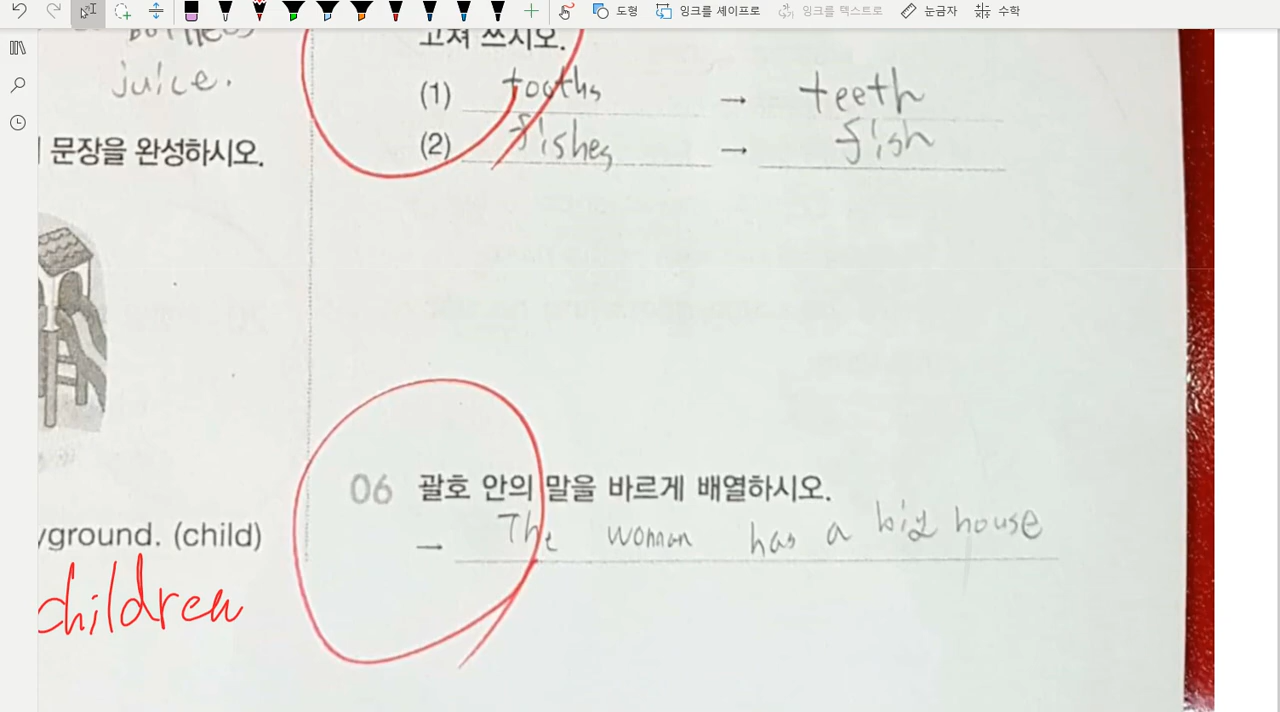 도형
잉크를 셰이프로
잉크를 텍스트로
눈금자
수학
juice.
문장을 완성하시오.
yground. (child)
children
고쳐 쓰시오.
(1) tooths → teeth
(2) fishes → fish
06 괄호 안의 말을 바르게 배열하시오.
→ The woman has a big house